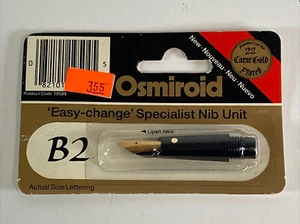 0 5
355
Product Code 19504
Osmiroid
New · Nouveau · Neu · Nuevo
22
Carat Gold
Plated
'Easy-change' Specialist Nib Unit
Open here
B2
Actual Size Lettering